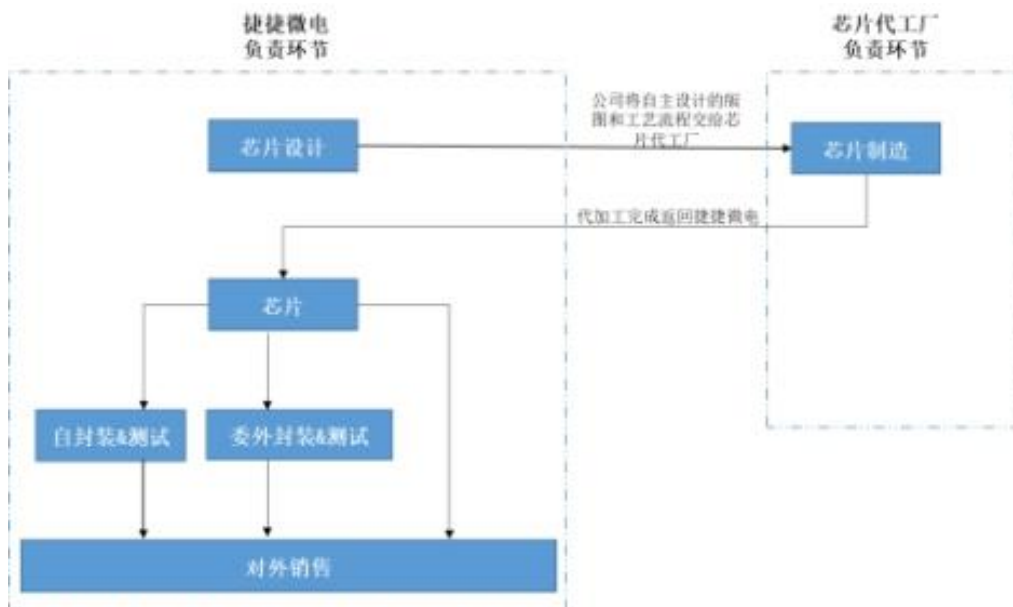 捷捷微电
负责环节
芯片代工厂
负责环节
公司将自主设计的版
图和工艺流程交给芯
片代工厂
芯片设计
芯片制造
代加工完成返回捷捷微电
芯片
自封装&测试
委外封装&测试
对外销售